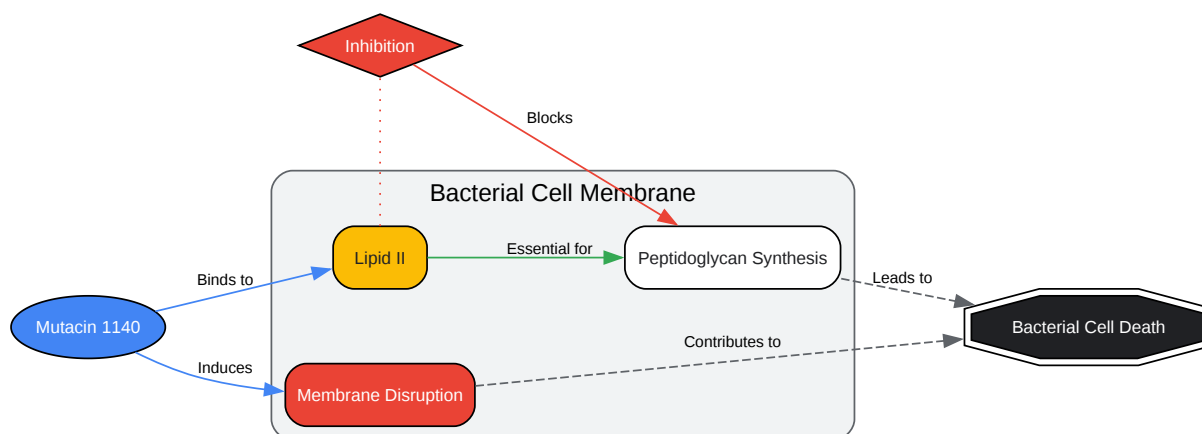 Inhibition
Blocks
Bacterial Cell Membrane
Lipid II
Essential for
Peptidoglycan Synthesis
Binds to
Leads to
Mutacin 1140
Bacterial Cell Death
Contributes to
Induces
Membrane Disruption